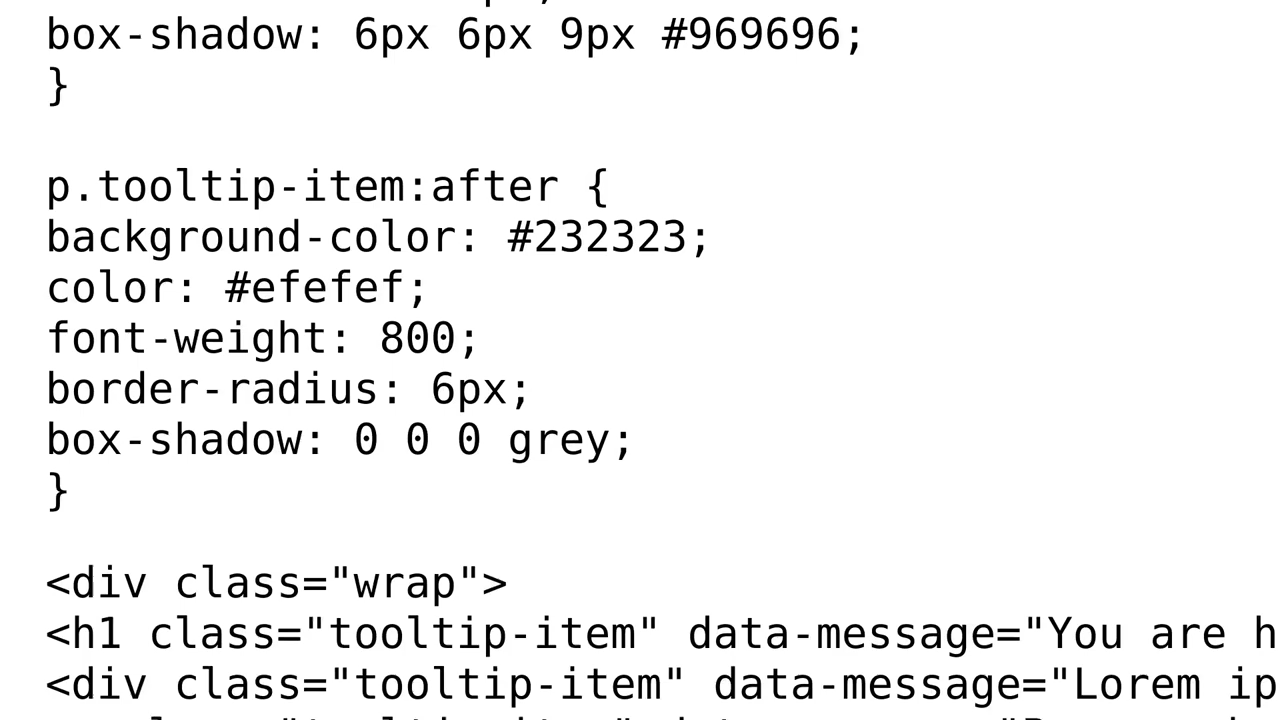 box-shadow: 6px 6px 9px #969696;
}
p.tooltip-item:after {
background-color: #232323;
color: #efefef;
font-weight: 800;
border-radius: 6px;
box-shadow: 0 0 0 grey;
}
<div class="wrap">
<h1 class="tooltip-item" data-message="You are h
<div class="tooltip-item" data-message="Lorem ip